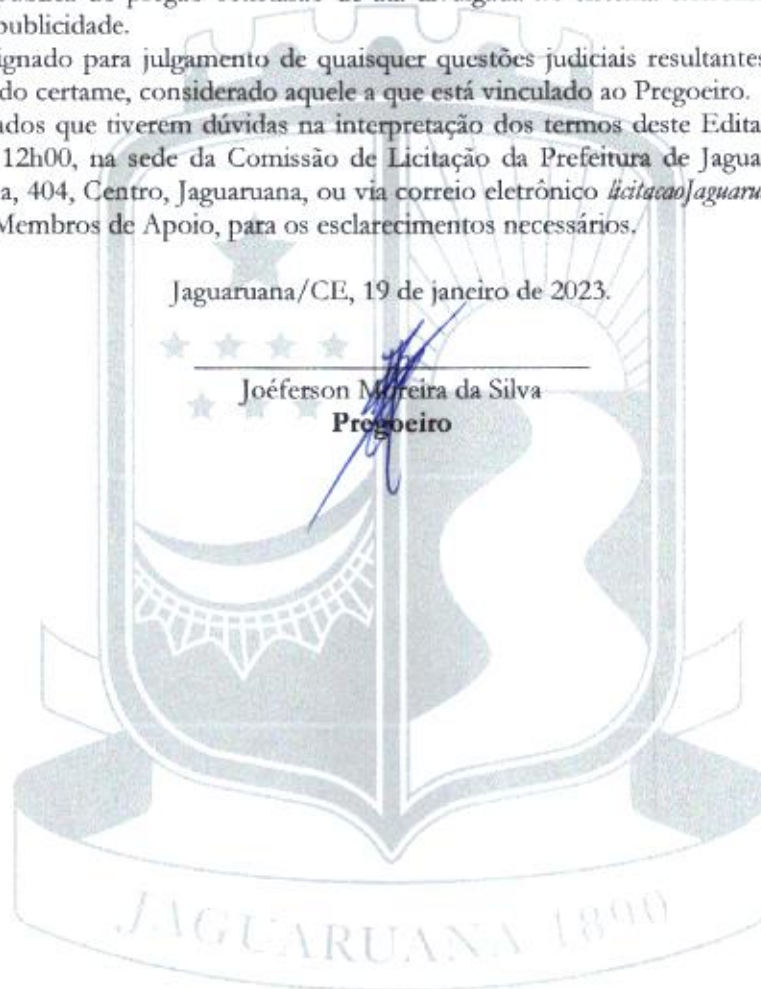 publicidade.
ignado para julgamento de quaisquer questões judiciais resultantes
do certame, considerado aquele a que está vinculado ao Pregoeiro.
ados que tiverem dúvidas na interpretação dos termos deste Edita
12h00, na sede da Comissão de Licitação da Prefeitura de Jagua
a, 404, Centro, Jaguaruana, ou via correio eletrônico licitacaoJaguaru
Membros de Apoio, para os esclarecimentos necessários.
Jaguaruana/CE, 19 de janeiro de 2023.
Joéferson Moreira da Silva
Pregoeiro
JAGUARUANA 1890